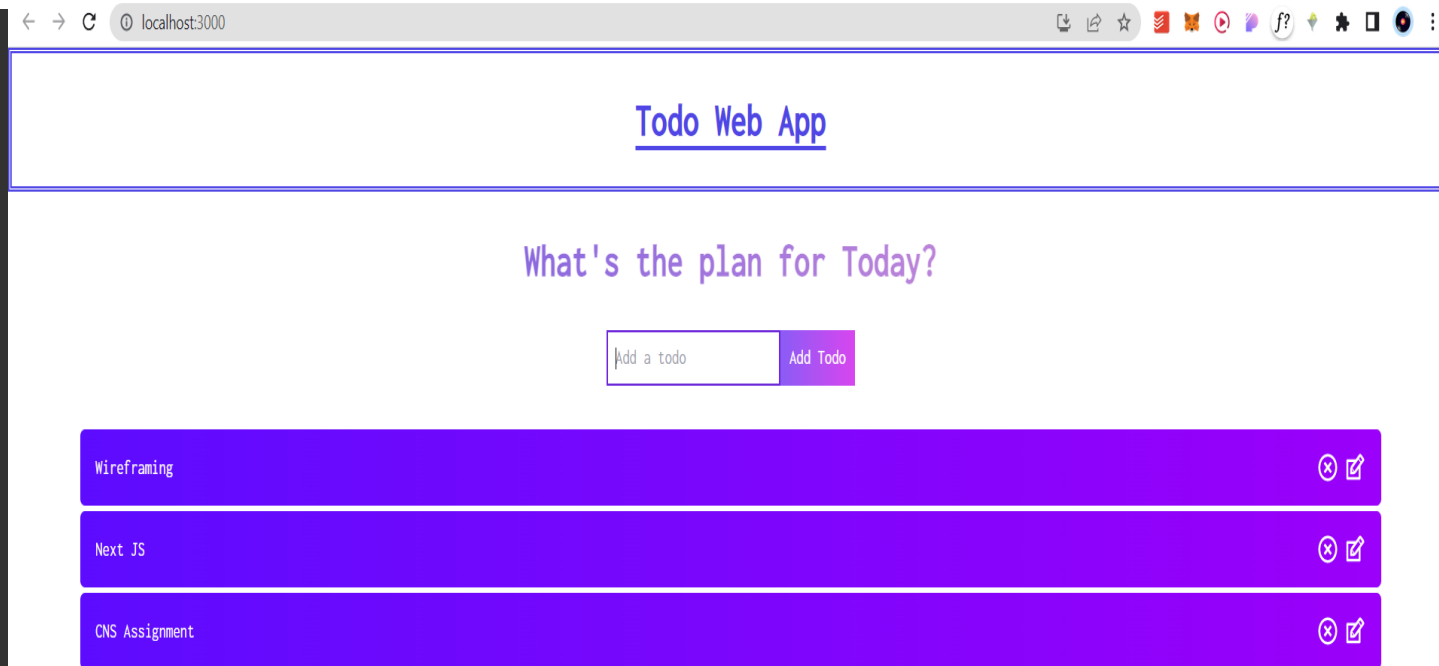 localhost:3000
f?
Todo Web App
What's the plan for Today?
Add a todo
Add Todo
Wireframing
Next JS
CNS Assignment